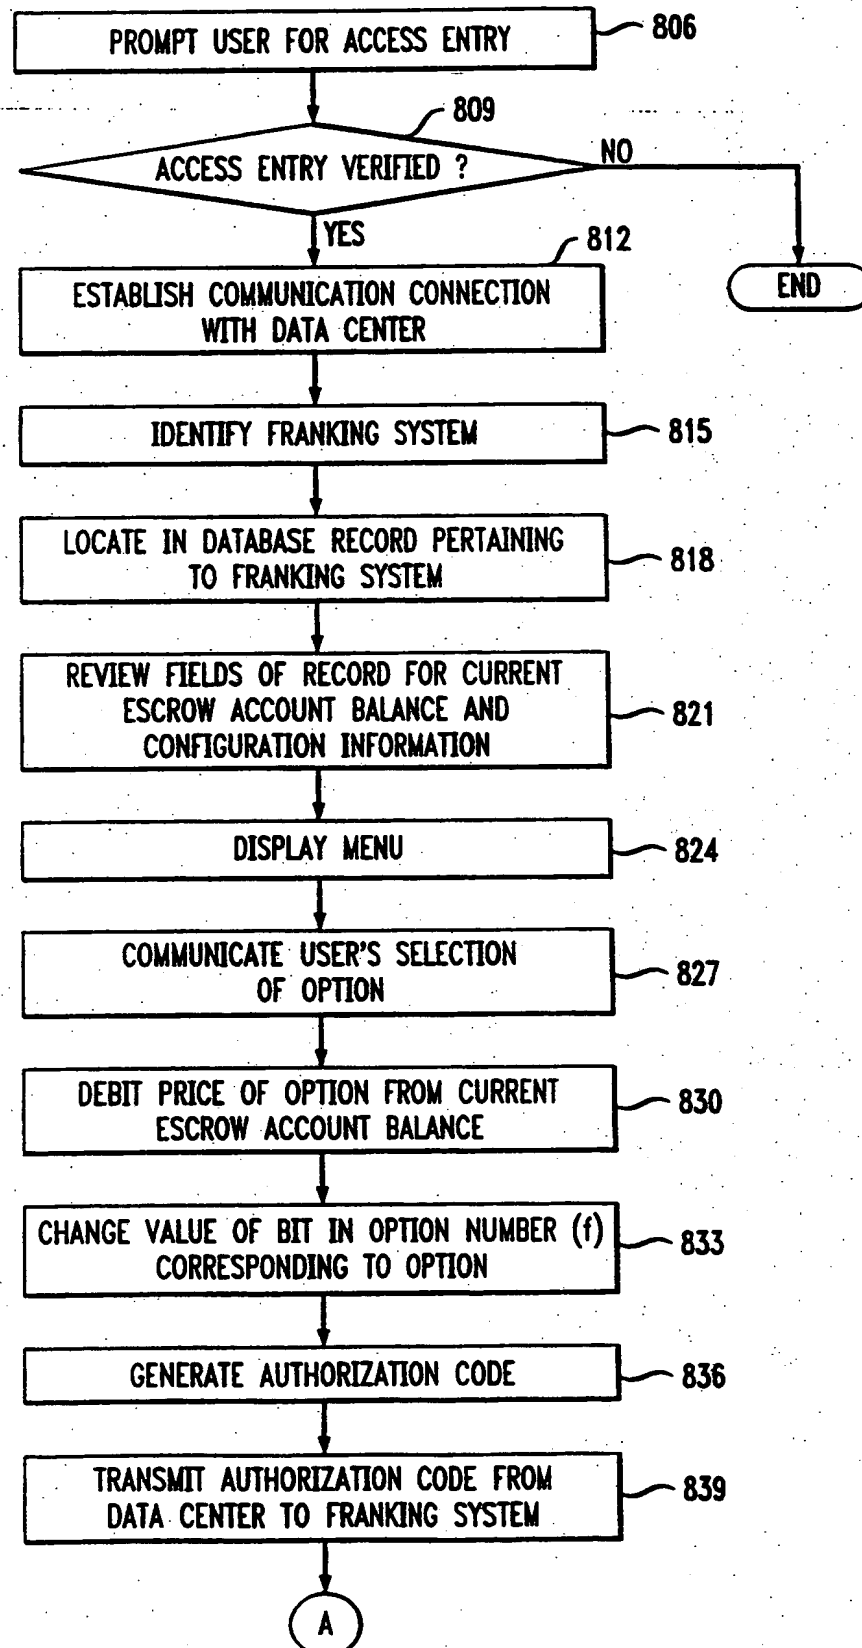 PROMPT USER FOR ACCESS ENTRY
806
809
ACCESS ENTRY VERIFIED ?
NO
YES
812
END
ESTABLISH COMMUNICATION CONNECTION
WITH DATA CENTER
IDENTIFY FRANKING SYSTEM
815
LOCATE IN DATABASE RECORD PERTAINING
TO FRANKING SYSTEM
818
REVIEW FIELDS OF RECORD FOR CURRENT
ESCROW ACCOUNT BALANCE AND
CONFIGURATION INFORMATION
821
DISPLAY MENU
824
COMMUNICATE USER'S SELECTION
OF OPTION
827
DEBIT PRICE OF OPTION FROM CURRENT
ESCROW ACCOUNT BALANCE
830
CHANGE VALUE OF BIT IN OPTION NUMBER (f)
CORRESPONDING TO OPTION
833
GENERATE AUTHORIZATION CODE
836
TRANSMIT AUTHORIZATION CODE FROM
DATA CENTER TO FRANKING SYSTEM
839
A